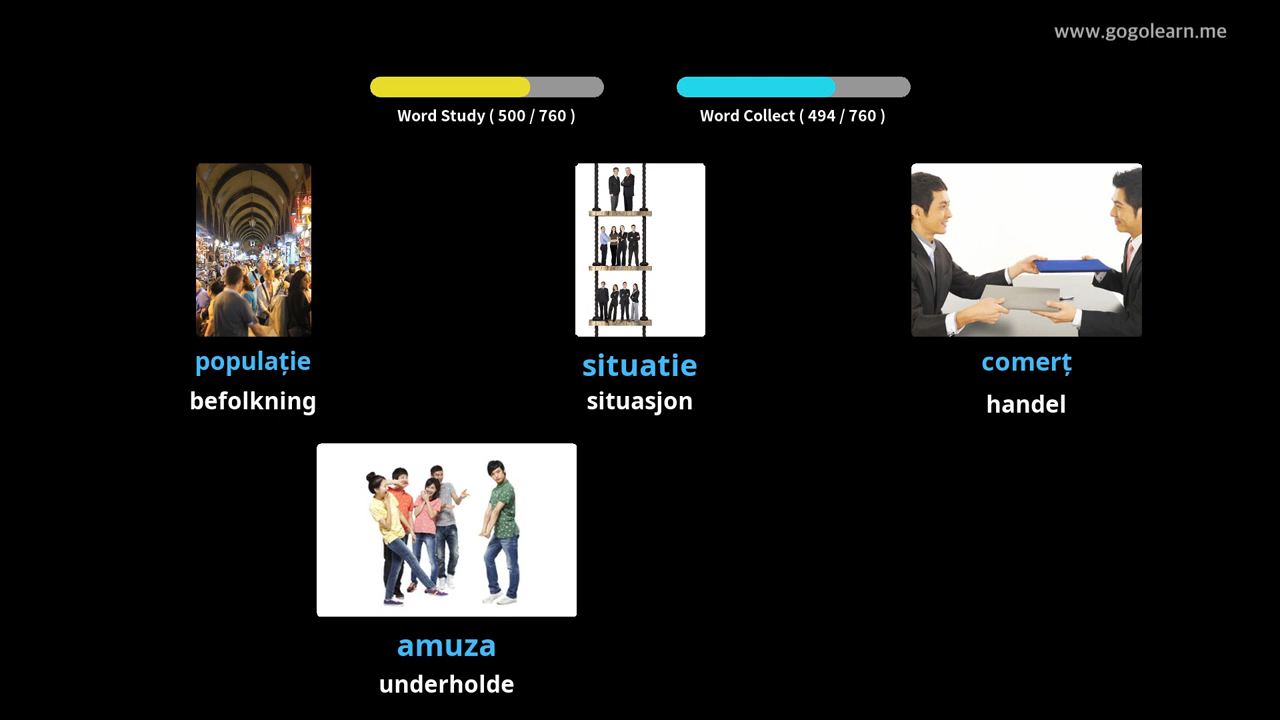 www.gogolearn.me
Word Study ( 500 / 760 )
Word Collect ( 494 / 760 )
populație
befolkning
situatie
situasjon
comerț
handel
amuza
underholde